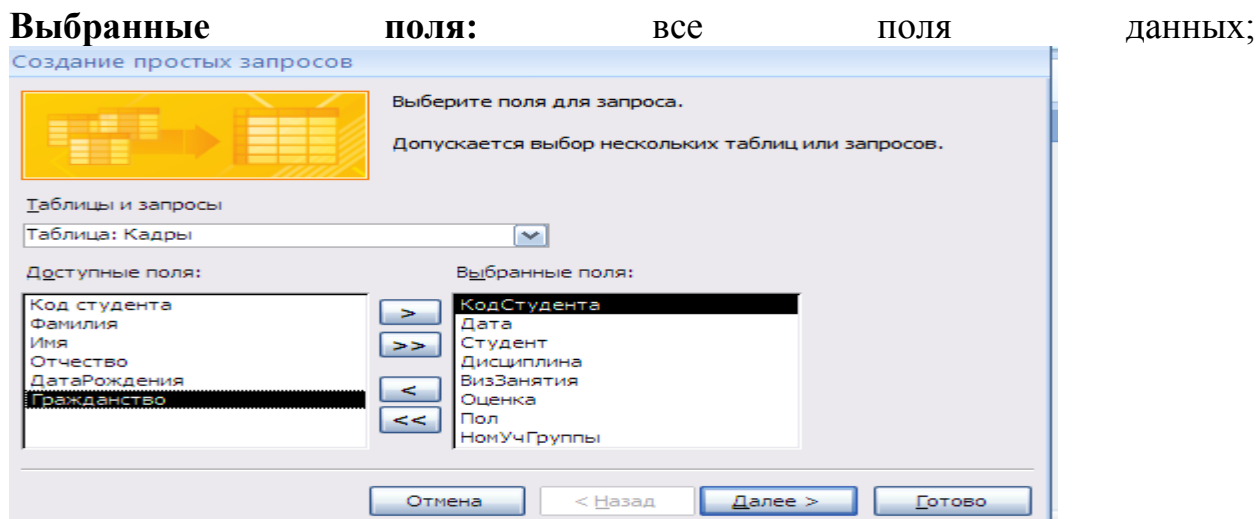 Выбранные поля: все поля данных;
Создание простых запросов
Выберите поля для запроса.
Допускается выбор нескольких таблиц или запросов.
Таблицы и запросы
Таблица: Кадры
Доступные поля:
Код студента
Фамилия
Имя
Отчество
ДатаРождения
Гражданство
>
>>
<
<<
Выбранные поля:
КодСтудента
Дата
Студент
Дисциплина
ВизЗанятия
Оценка
Пол
НомУчГруппы
Отмена
< Назад
Далее >
Готово